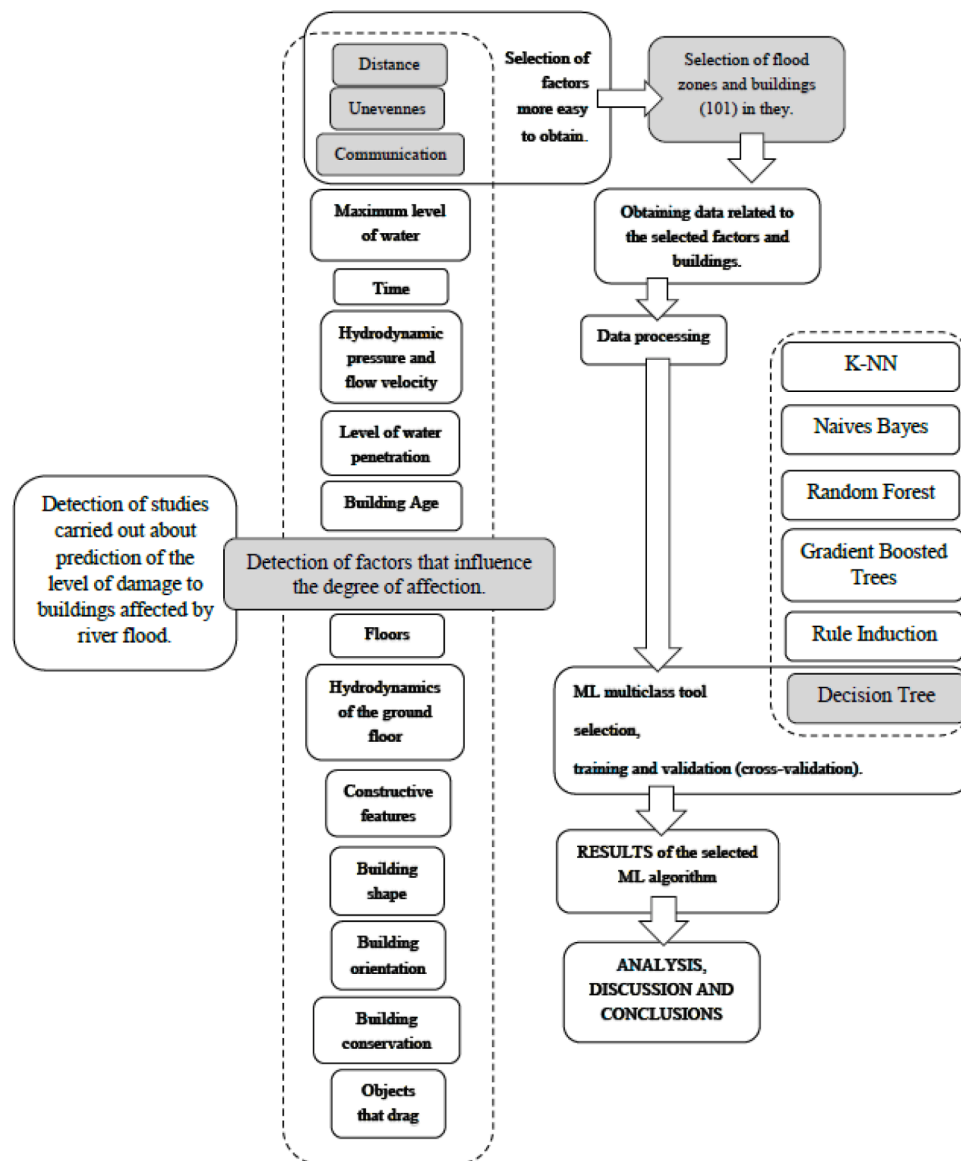 Distance
Unevennes
Communication
Selection of
factors
more easy
to obtain.
Selection of flood
zones and buildings
(101) in they.
Maximum level
of water
Time
Hydrodynamic
pressure and
flow velocity
Level of water
penetration
Building Age
Detection of studies
carried out about
prediction of the
level of damage to
buildings affected by
river flood.
Detection of factors that influence
the degree of affection.
Floors
Hydrodynamics
of the ground
floor
Constructive
features
Building
shape
Building
orientation
Building
conservation
Objects
that drag
Obtaining data related to
the selected factors and
buildings.
Data processing
K-NN
Naives Bayes
Random Forest
Gradient Boosted
Trees
Rule Induction
Decision Tree
ML multiclass tool
selection,
training and validation (cross-validation).
RESULTS of the selected
ML algorithm
ANALYSIS,
DISCUSSION AND
CONCLUSIONS